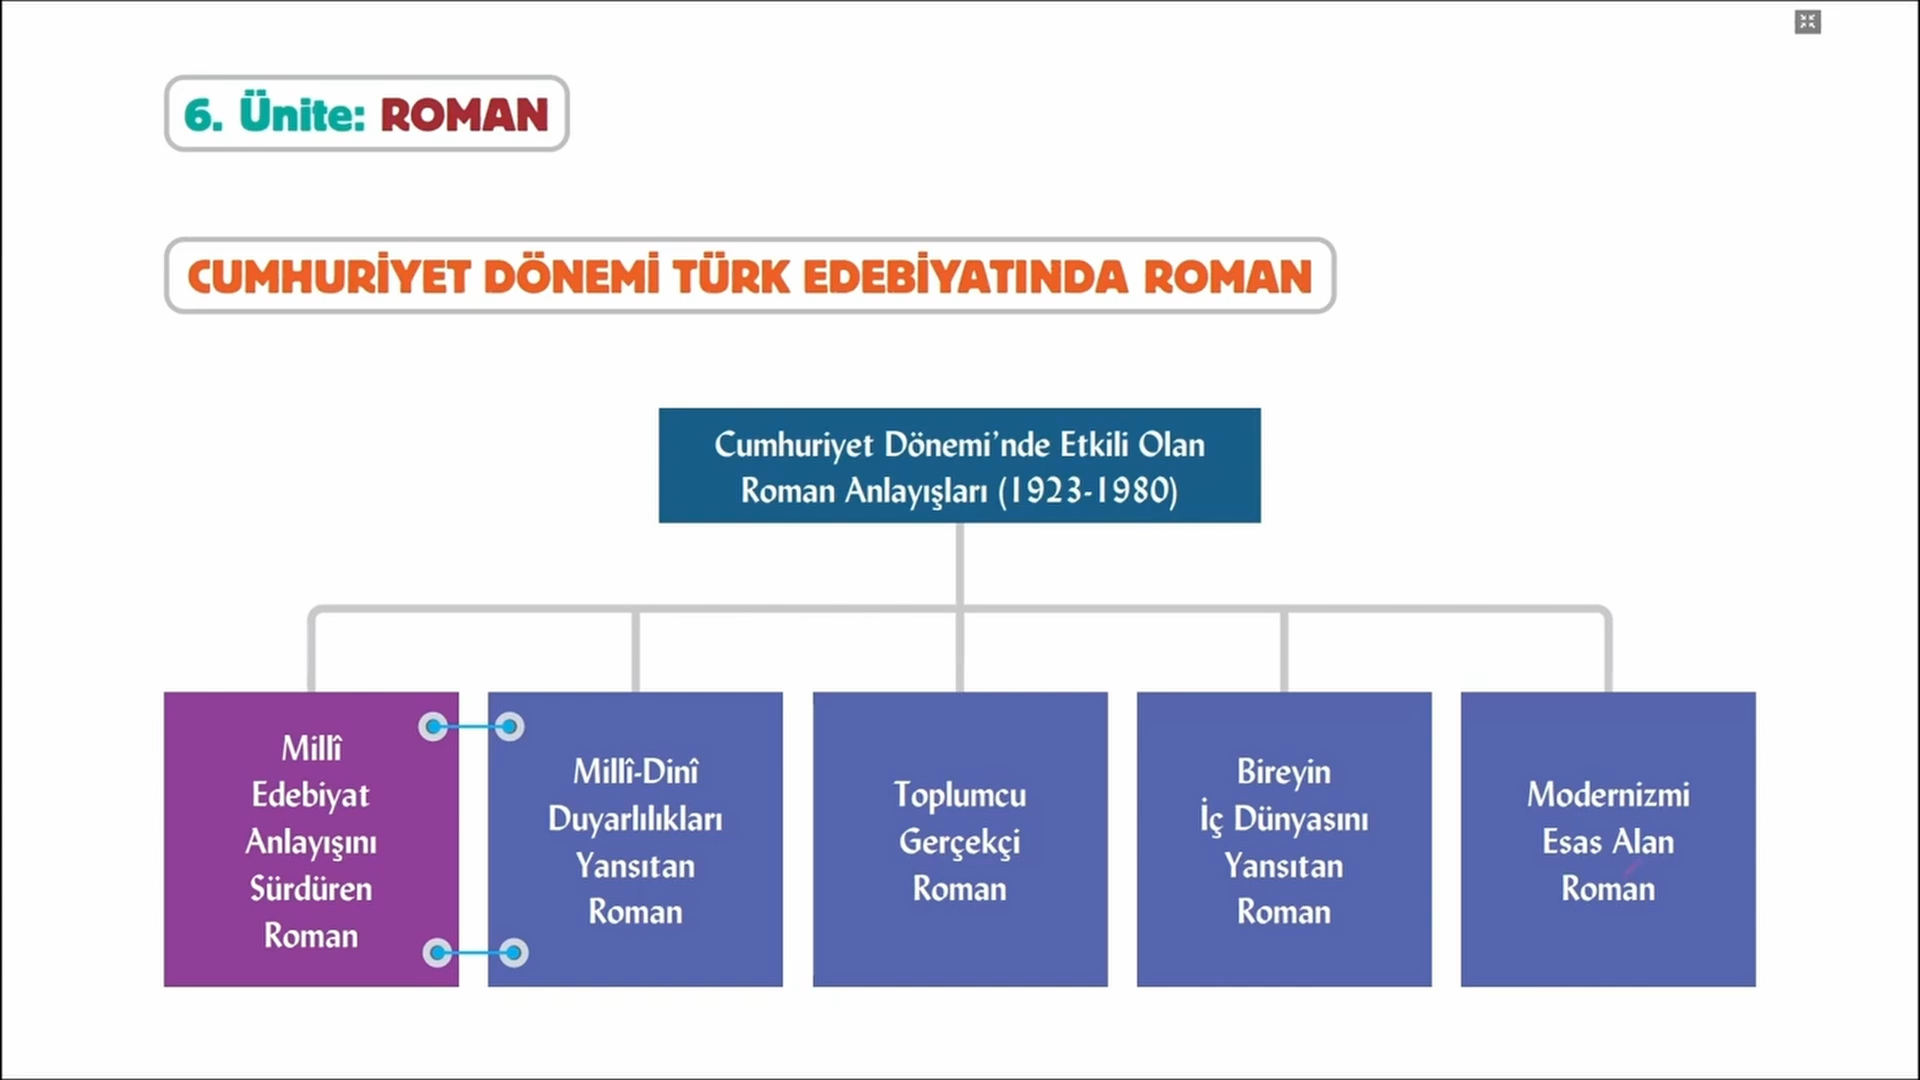 6. Ünite: ROMAN
CUMHURİYET DÖNEMİ TÜRK EDEBİYATINDA ROMAN
Cumhuriyet Dönemi’nde Etkili Olan
Roman Anlayışları (1923-1980)
Millî
Edebiyat
Anlayışını
Sürdüren
Roman
Millî-Dinî
Duyarlılıkları
Yansıtan
Roman
Toplumcu
Gerçekçi
Roman
Bireyin
İç Dünyasını
Yansıtan
Roman
Modernizmi
Esas Alan
Roman